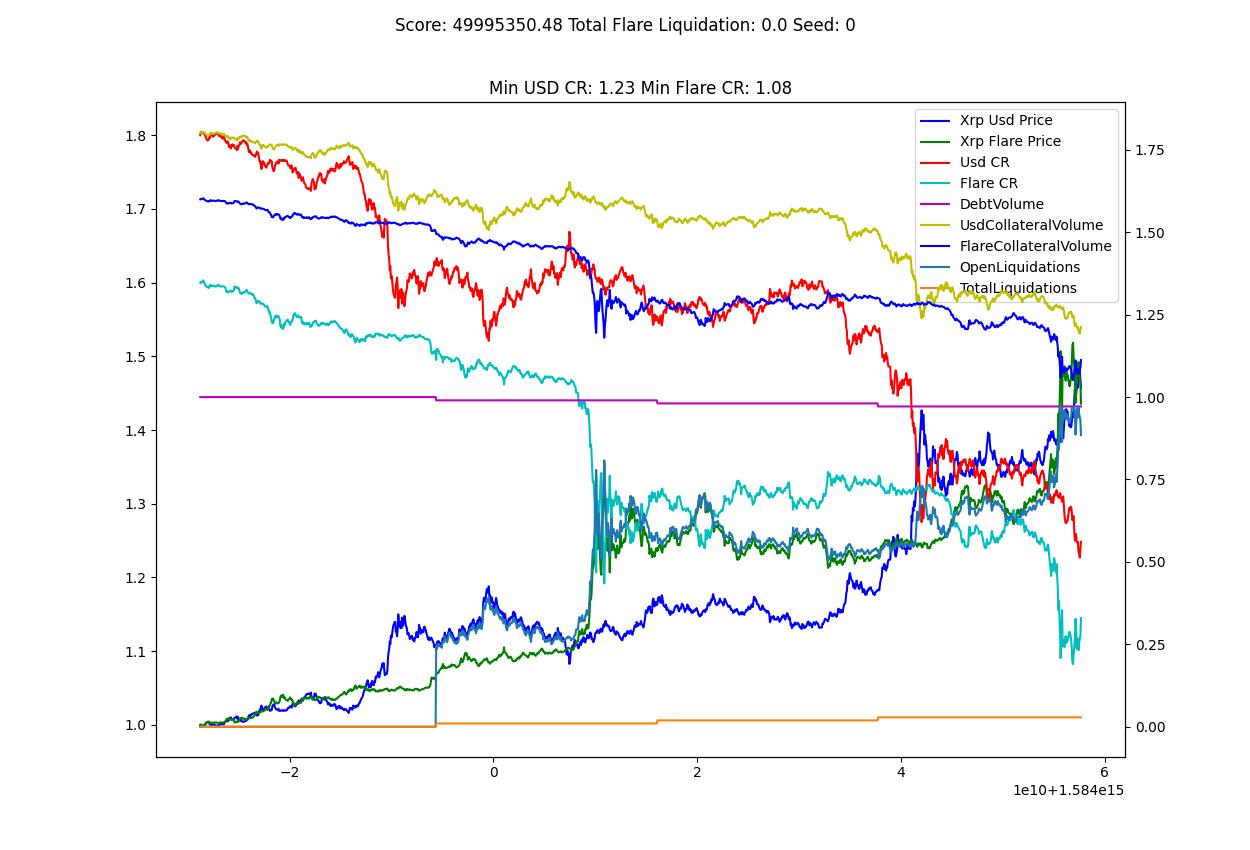 Score: 49995350.48 Total Flare Liquidation: 0.0 Seed: 0
Min USD CR: 1.23 Min Flare CR: 1.08
Xrp Usd Price
Xrp Flare Price
Usd CR
Flare CR
DebtVolume
UsdCollateralVolume
FlareCollateralVolume
OpenLiquidations
TotalLiquidations
1.8
1.7
1.6
1.5
1.4
1.3
1.2
1.1
1.0
1.75
1.50
1.25
1.00
0.75
0.50
0.25
0.00
−2
0
2
4
6
1e10+1.584e15